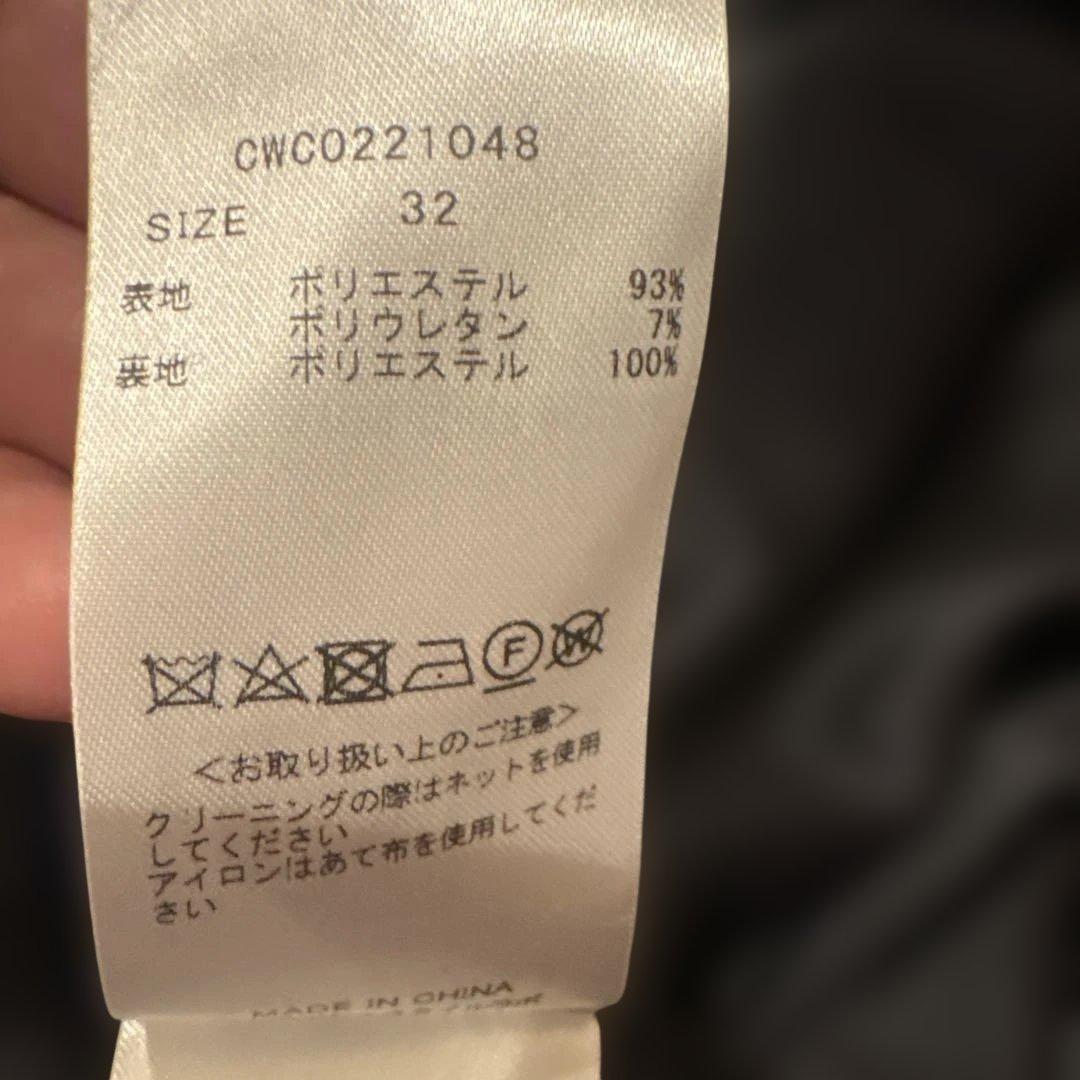 CWC0221048
SIZE 32
表地 ポリエステル 93%
ポリウレタン 7%
裏地 ポリエステル 100%
F W
<お取り扱い上のご注意>
クリーニングの際はネットを使用
してください
アイロンはあて布を使用してくだ
さい
MADE IN CHINA